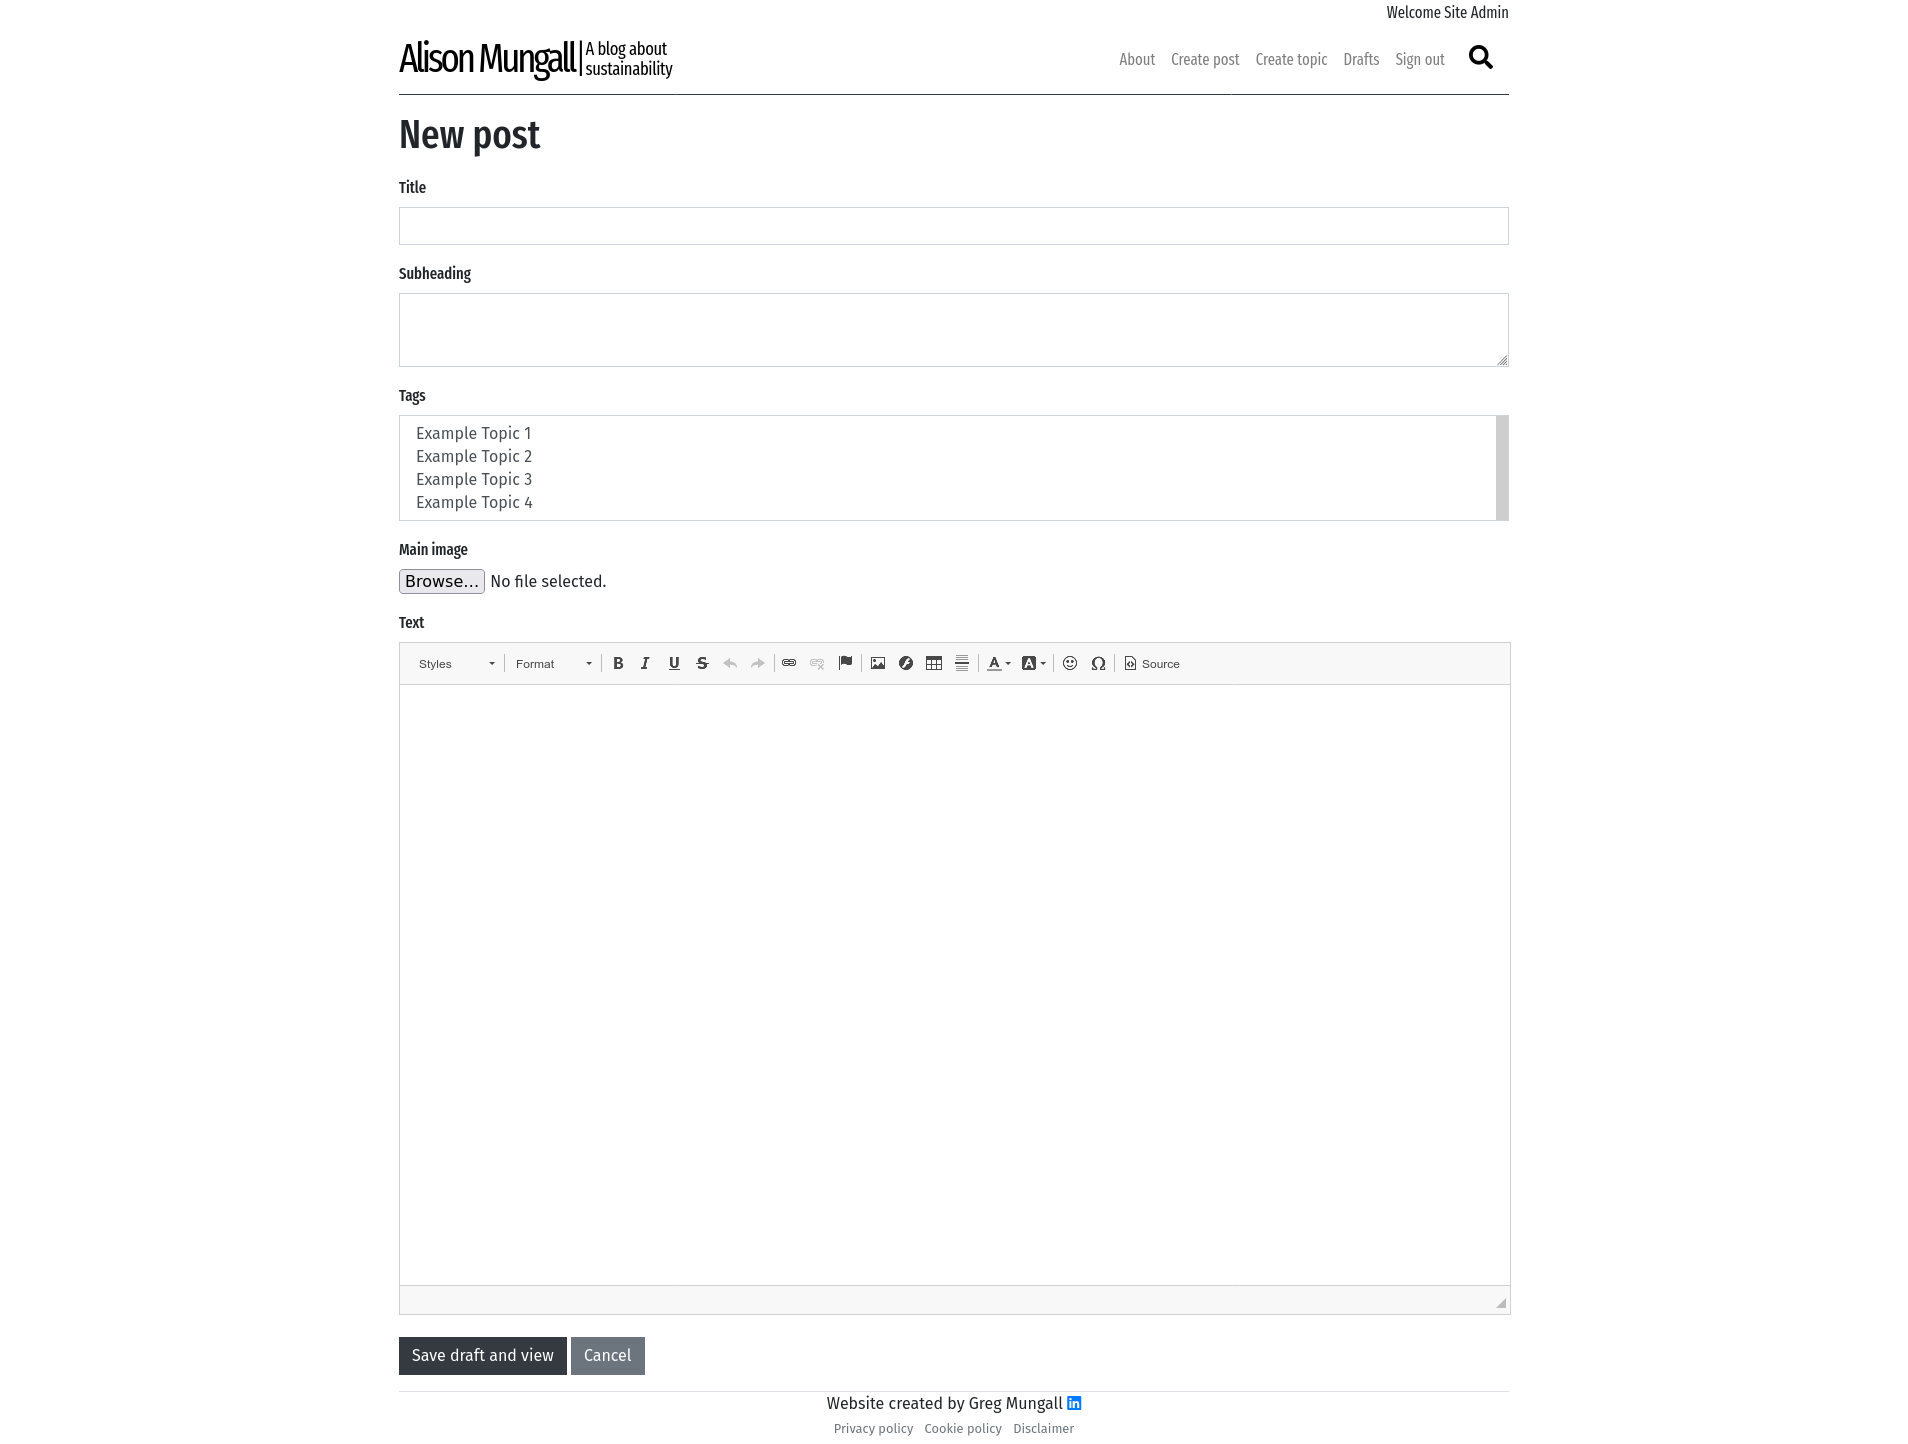 Welcome Site Admin
Alison Mungall
A blog about
sustainability
About Create post Create topic Drafts Sign out
New post
Title
Subheading
Tags
Example Topic 1
Example Topic 2
Example Topic 3
Example Topic 4
Main image
Browse... No file selected.
Text
Styles Format B I U S A A Ω Source
Save draft and view Cancel
Website created by Greg Mungall in
Privacy policy Cookie policy Disclaimer